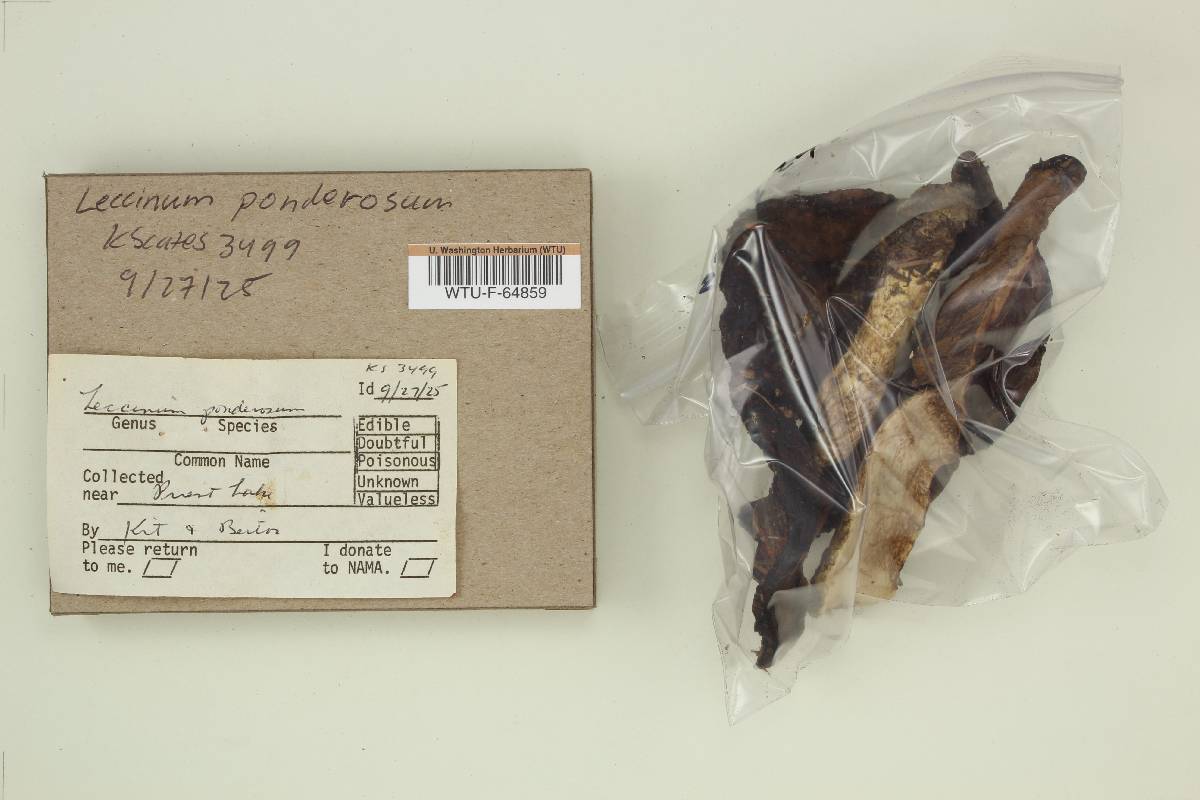 Leccinum ponderosum
KScates 3499
9/27/25
U. Washington Herbarium (WTU)
WTU-F-64859
KS 3499
Id 9/27/25
Leccinum ponderosum
Genus Species
Common Name
Edible
Doubtful
Poisonous
Unknown
Valueless
Collected
near Priest Lake
By Kit &
Please return
to me.
I donate
to NAMA.